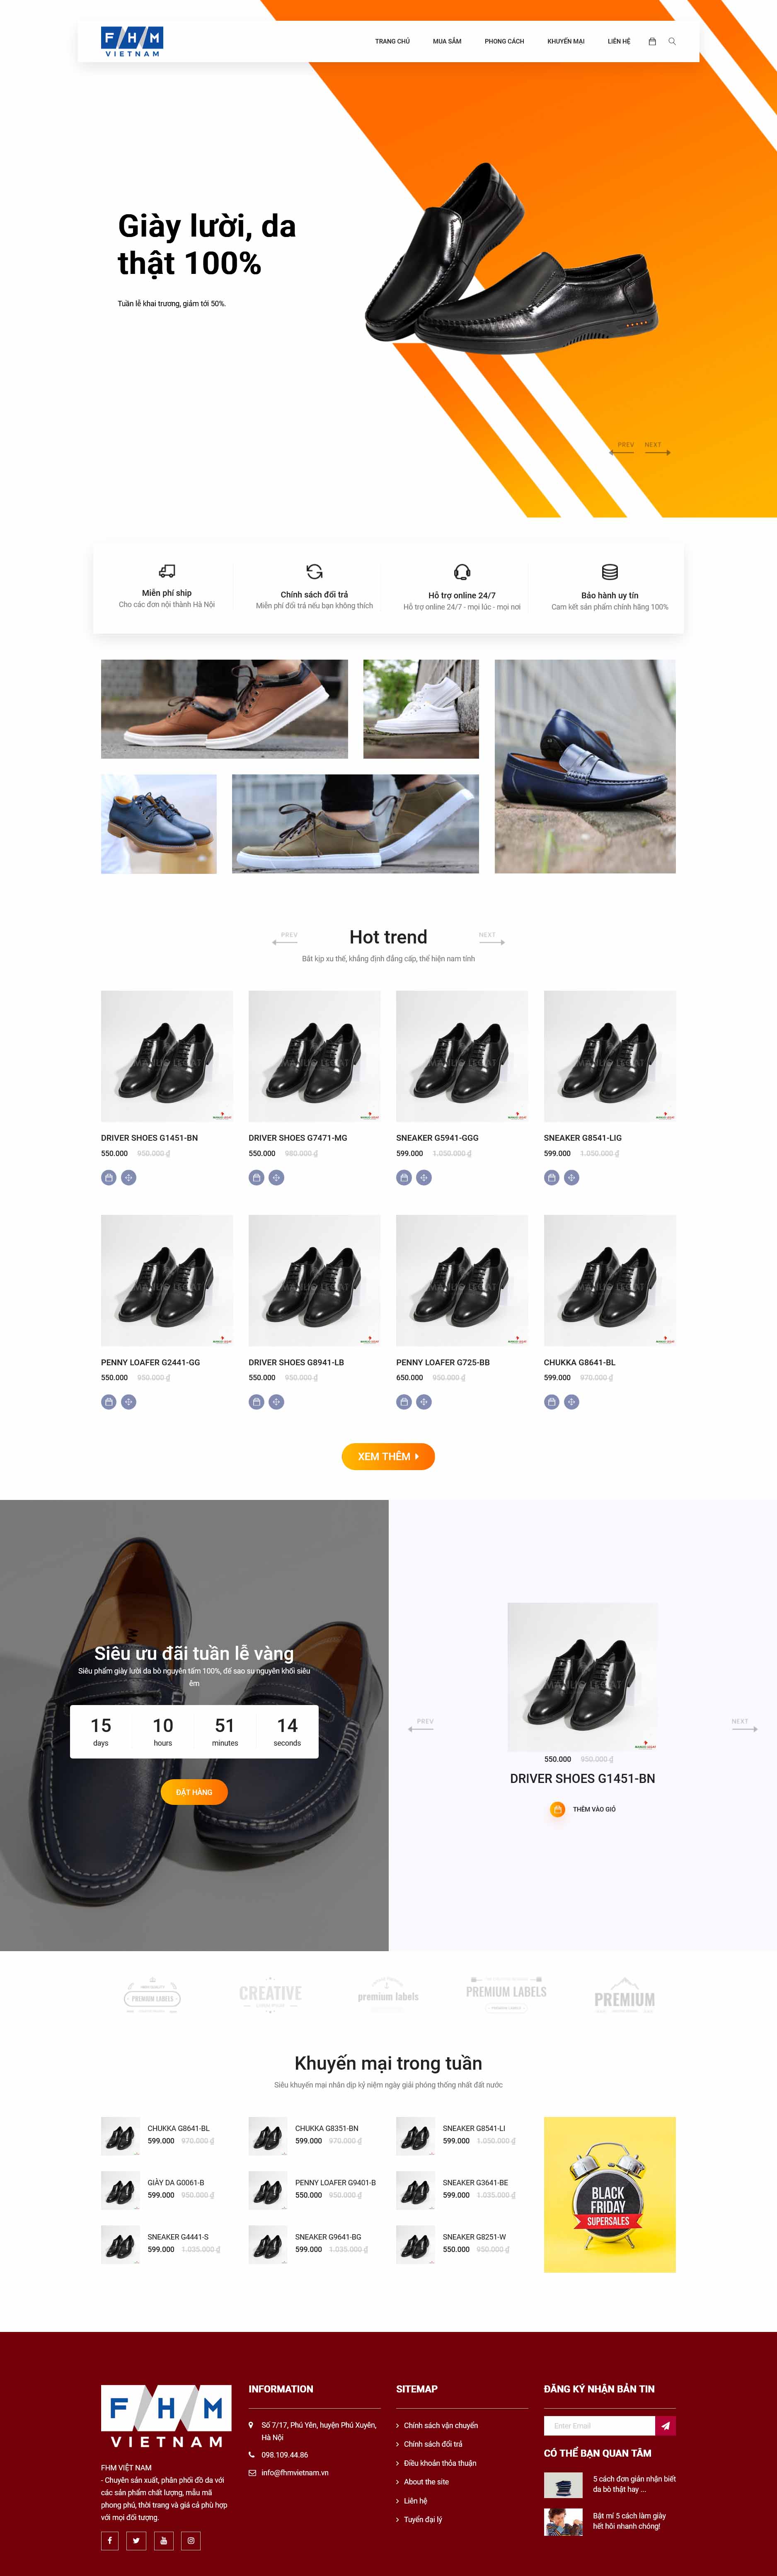 FHM
VIETNAM
TRANG CHỦ
MUA SẮM
PHONG CÁCH
KHUYẾN MẠI
LIÊN HỆ
Giày lười, da
thật 100%
Tuần lễ khai trương, giảm tới 50%.
PREV
NEXT
Miễn phí ship
Cho các đơn nội thành Hà Nội
Chính sách đổi trả
Miễn phí đổi trả nếu bạn không thích
Hỗ trợ online 24/7
Hỗ trợ online 24/7 - mọi lúc - mọi nơi
Bảo hành uy tín
Cam kết sản phẩm chính hãng 100%
PREV
Hot trend
NEXT
Bắt kịp xu thế, khẳng định đẳng cấp, thể hiện nam tính
DRIVER SHOES G1451-BN
550.000 950.000 ₫
DRIVER SHOES G7471-MG
550.000 980.000 ₫
SNEAKER G5941-GGG
599.000 1.050.000 ₫
SNEAKER G8541-LIG
599.000 1.050.000 ₫
PENNY LOAFER G2441-GG
550.000 950.000 ₫
DRIVER SHOES G8941-LB
550.000 950.000 ₫
PENNY LOAFER G725-BB
650.000 950.000 ₫
CHUKKA G8641-BL
599.000 970.000 ₫
XEM THÊM
Siêu ưu đãi tuần lễ vàng
Siêu phẩm giày lười da bò nguyên tấm 100%, đế sao su nguyên khối siêu
êm
15 10 51 14
days hours minutes seconds
ĐẶT HÀNG
PREV
NEXT
550.000 950.000 ₫
DRIVER SHOES G1451-BN
THÊM VÀO GIỎ
PREMIUM LABELS
CREATIVE
premium labels
PREMIUM LABELS
PREMIUM
Khuyến mại trong tuần
Siêu khuyến mại nhân dịp kỷ niệm ngày giải phóng thống nhất đất nước
CHUKKA G8641-BL
599.000 970.000 ₫
CHUKKA G8351-BN
599.000 970.000 ₫
SNEAKER G8541-LI
599.000 1.050.000 ₫
GIÀY DA G0061-B
599.000 950.000 ₫
PENNY LOAFER G9401-B
550.000 950.000 ₫
SNEAKER G3641-BE
599.000 1.035.000 ₫
SNEAKER G4441-S
599.000 1.035.000 ₫
SNEAKER G9641-BG
599.000 1.035.000 ₫
SNEAKER G8251-W
550.000 950.000 ₫
BLACK
FRIDAY
SUPERSALES
FHM
VIETNAM
FHM VIỆT NAM
- Chuyên sản xuất, phân phối đồ da với
các sản phẩm chất lượng, mẫu mã
phong phú, thời trang và giá cả phù hợp
với mọi đối tượng.
INFORMATION
Số 7/17, Phú Yên, huyện Phú Xuyên,
Hà Nội
098.109.44.86
info@fhmvietnam.vn
SITEMAP
Chính sách vận chuyển
Chính sách đổi trả
Điều khoản thỏa thuận
About the site
Liên hệ
Tuyển đại lý
ĐĂNG KÝ NHẬN BẢN TIN
Enter Email
CÓ THỂ BẠN QUAN TÂM
5 cách đơn giản nhận biết
da bò thật hay ...
Bật mí 5 cách làm giày
hết hôi nhanh chóng!